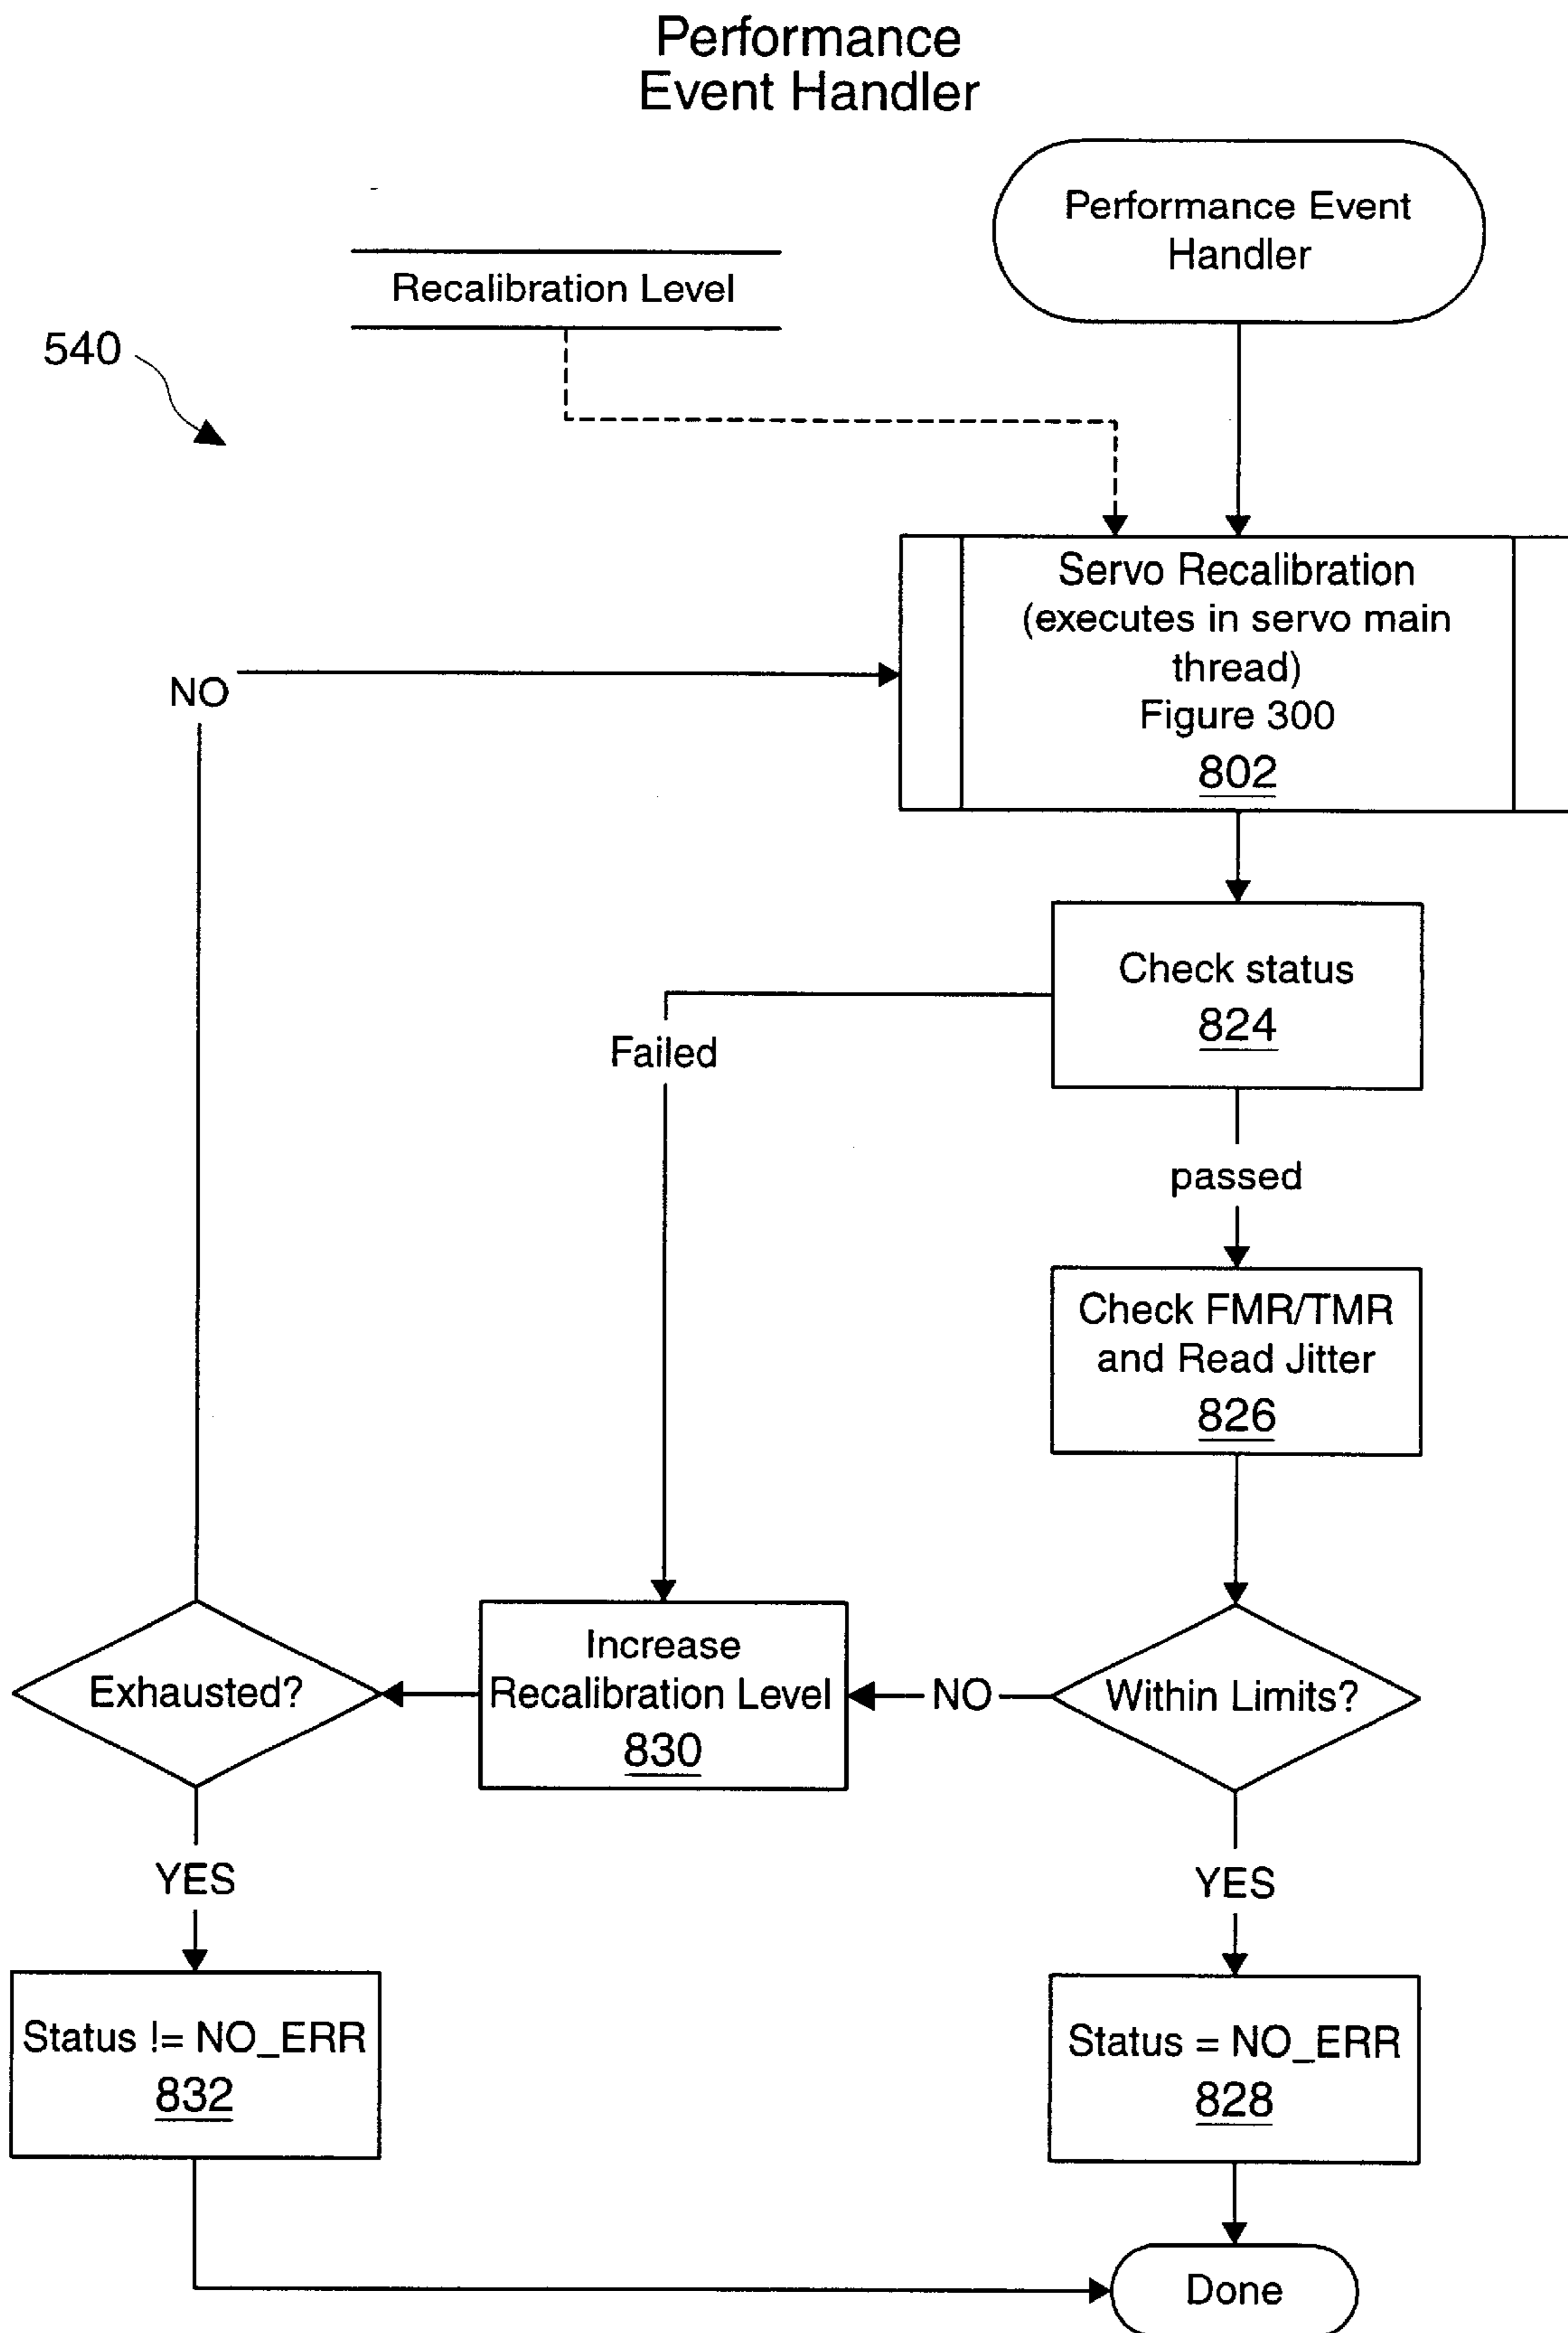 Performance
Event Handler
Performance Event
Handler
Recalibration Level
540
Servo Recalibration
(executes in servo main
thread)
Figure 300
802
NO
Check status
824
Failed
passed
Check FMR/TMR
and Read Jitter
826
Exhausted?
Increase
Recalibration Level
830
NO
Within Limits?
YES
YES
Status != NO_ERR
832
Status = NO_ERR
828
Done